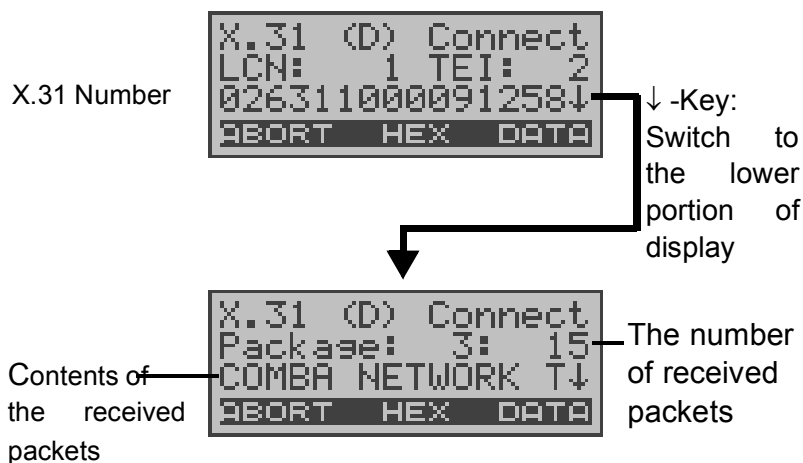 X.31 (D) Connect
LCN: 1 TEI: 2
026311000091258↓
ABORT HEX DATA
X.31 Number
↓ -Key:
Switch to
the lower
portion of
display
X.31 (D) Connect
Package: 3: 15
COMBA NETWORK T↓
ABORT HEX DATA
The number
of received
packets
Contents of
the received
packets